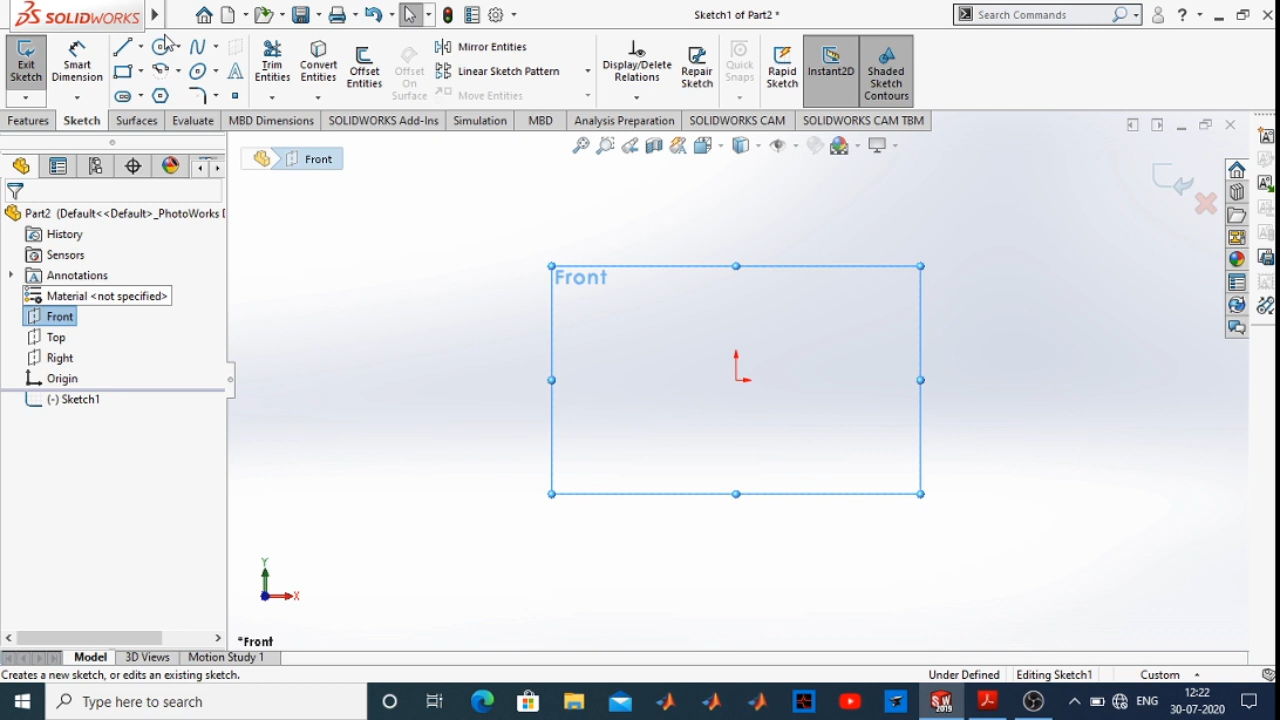 SOLIDWORKS
Sketch1 of Part2 *
Search Commands
?
Exit Sketch
Smart Dimension
Trim Entities
Convert Entities
Offset Entities
Offset On Surface
Mirror Entities
Linear Sketch Pattern
Move Entities
Display/Delete Relations
Repair Sketch
Quick Snaps
Rapid Sketch
Instant2D
Shaded Sketch Contours
Features
Sketch
Surfaces
Evaluate
MBD Dimensions
SOLIDWORKS Add-Ins
Simulation
MBD
Analysis Preparation
SOLIDWORKS CAM
SOLIDWORKS CAM TBM
Front
Part2 (Default<<Default>_PhotoWorks
History
Sensors
Annotations
Material <not specified>
Front
Top
Right
Origin
(-) Sketch1
Front
Y
X
*Front
Model
3D Views
Motion Study 1
Creates a new sketch, or edits an existing sketch.
Under Defined
Editing Sketch1
Custom
Type here to search
SW 2019
ENG
12:22
30-07-2020